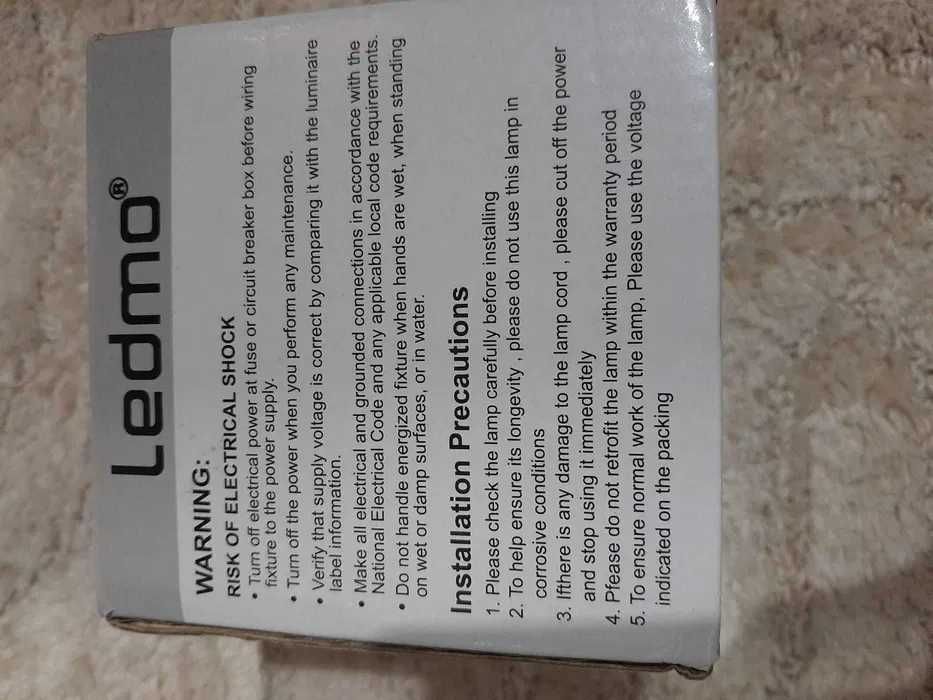 Ledmo®
WARNING:
RISK OF ELECTRICAL SHOCK
• Turn off electrical power at fuse or circuit breaker box before wiring
fixture to the power supply.
• Turn off the power when you perform any maintenance.
• Verify that supply voltage is correct by comparing it with the luminaire
label information.
• Make all electrical and grounded connections in accordance with the
National Electrical Code and any applicable local code requirements.
• Do not handle energized fixture when hands are wet, when standing
on wet or damp surfaces, or in water.
Installation Precautions
1. Please check the lamp carefully before installing
2. To help ensure its longevity , please do not use this lamp in
corrosive conditions
3. Ifthere is any damage to the lamp cord , please cut off the power
and stop using it immediately
4. Pfease do not retrofit the lamp within the warranty period
5. To ensure normal work of the lamp, Please use the voltage
indicated on the packing